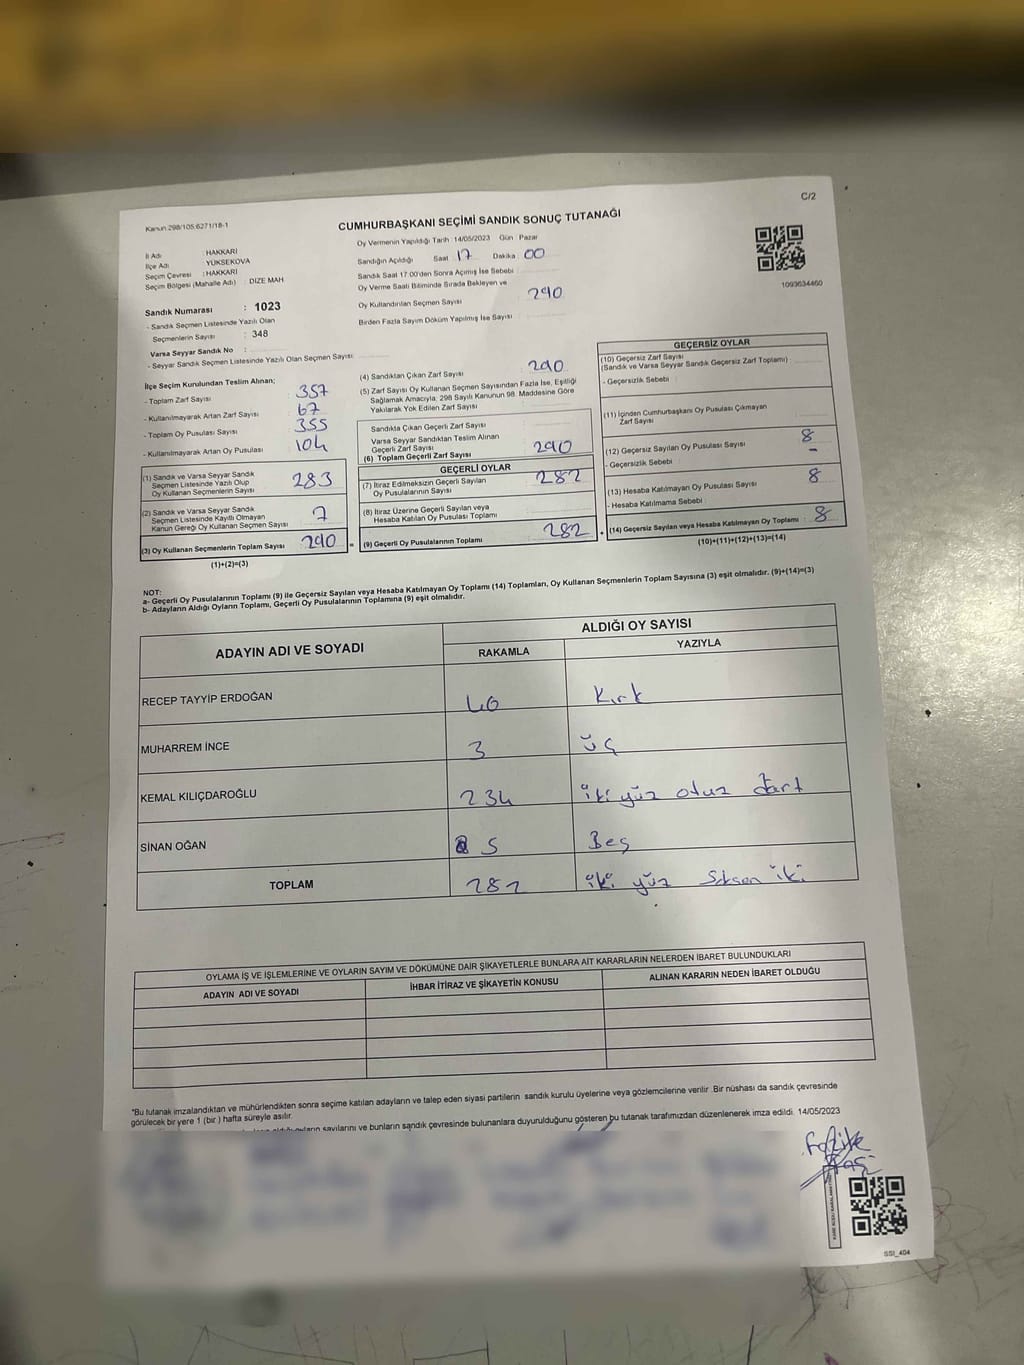 C/2
Kanun 298/105,6271/18-1
CUMHURBAŞKANI SEÇİMİ SANDIK SONUÇ TUTANAĞI
İl Adı : HAKKARİ
İlçe Adı : YÜKSEKOVA
Seçim Çevresi : HAKKARİ
Seçim Bölgesi (Mahalle Adı) : DİZE MAH
Sandık Numarası : 1023
- Sandık Seçmen Listesinde Yazılı Olan
Seçmenlerin Sayısı : 348
Varsa Seyyar Sandık No :
- Seyyar Sandık Seçmen Listesinde Yazılı Olan Seçmen Sayısı :
Oy Vermenin Yapıldığı Tarih 14/05/2023 Gün : Pazar
Sandığın Açıldığı Saat 17 Dakika 00
Sandık Saat 17:00'den Sonra Açılmış İse Sebebi :
Oy Verme Saati Bitiminde Sırada Bekleyen ve
Oy Kullandırılan Seçmen Sayısı 290
Birden Fazla Sayım Döküm Yapılmış İse Sayısı :
1093634460
İlçe Seçim Kurulundan Teslim Alınan;
- Toplam Zarf Sayısı 357
- Kullanılmayarak Artan Zarf Sayısı 67
- Toplam Oy Pusulası Sayısı 355
- Kullanılmayarak Artan Oy Pusulası 104
(1) Sandık ve Varsa Seyyar Sandık
Seçmen Listesinde Yazılı Olup
Oy Kullanan Seçmenlerin Sayısı 283
(2) Sandık ve Varsa Seyyar Sandık
Seçmen Listesinde Kayıtlı Olmayan
Kanun Gereği Oy Kullanan Seçmen Sayısı 7
(3) Oy Kullanan Seçmenlerin Toplam Sayısı 290 =
(1)+(2)=(3)
(4) Sandıktan Çıkan Zarf Sayısı 290
(5) Zarf Sayısı Oy Kullanan Seçmen Sayısından Fazla İse, Eşitliği
Sağlamak Amacıyla, 298 Sayılı Kanunun 98. Maddesine Göre
Yakılarak Yok Edilen Zarf Sayısı
Sandıkta Çıkan Geçerli Zarf Sayısı
Varsa Seyyar Sandıktan Teslim Alınan
Geçerli Zarf Sayısı
(6) Toplam Geçerli Zarf Sayısı 290
GEÇERLİ OYLAR
(7) İtiraz Edilmeksizin Geçerli Sayılan
Oy Pusulalarının Sayısı 282
(8) İtiraz Üzerine Geçerli Sayılan veya
Hesaba Katılan Oy Pusulası Toplamı
(9) Geçerli Oy Pusulalarının Toplamı 282 +
GEÇERSİZ OYLAR
(10) Geçersiz Zarf Sayısı
(Sandık ve Varsa Seyyar Sandık Geçersiz Zarf Toplamı)
- Geçersizlik Sebebi :
(11) İçinden Cumhurbaşkanı Oy Pusulası Çıkmayan
Zarf Sayısı
(12) Geçersiz Sayılan Oy Pusulası Sayısı 8
- Geçersizlik Sebebi : -
(13) Hesaba Katılmayan Oy Pusulası Sayısı 8
- Hesaba Katılmama Sebebi :
(14) Geçersiz Sayılan veya Hesaba Katılmayan Oy Toplamı 8
(10)+(11)+(12)+(13)=(14)
NOT:
a- Geçerli Oy Pusulalarının Toplamı (9) ile Geçersiz Sayılan veya Hesaba Katılmayan Oy Toplamı (14) Toplamları, Oy Kullanan Seçmenlerin Toplam Sayısına (3) eşit olmalıdır. (9)+(14)=(3)
b- Adayların Aldığı Oyların Toplamı, Geçerli Oy Pusulalarının Toplamına (9) eşit olmalıdır.
ADAYIN ADI VE SOYADI
ALDIĞI OY SAYISI
RAKAMLA YAZIYLA
RECEP TAYYİP ERDOĞAN 40 Kırk
MUHARREM İNCE 3 üç
KEMAL KILIÇDAROĞLU 234 iki yüz otuz dört
SİNAN OĞAN 5 Beş
TOPLAM 282 iki yüz Seksen iki
OYLAMA İŞ VE İŞLEMLERİNE VE OYLARIN SAYIM VE DÖKÜMÜNE DAİR ŞİKAYETLERLE BUNLARA AİT KARARLARIN NELERDEN İBARET BULUNDUKLARI
ADAYIN ADI VE SOYADI İHBAR İTİRAZ VE ŞİKAYETİN KONUSU ALINAN KARARIN NEDEN İBARET OLDUĞU
*Bu tutanak imzalandıktan ve mühürlendikten sonra seçime katılan adayların ve talep eden siyasi partilerin sandık kurulu üyelerine veya gözlemcilerine verilir .Bir nüshası da sandık çevresinde
görülecek bir yere 1 (bir ) hafta süreyle asılır.
sayılarını ve bunların sandık çevresinde bulunanlara duyurulduğunu gösteren bu tutanak tarafımızdan düzenlenerek imza edildi. 14/05/2023
SSI_404